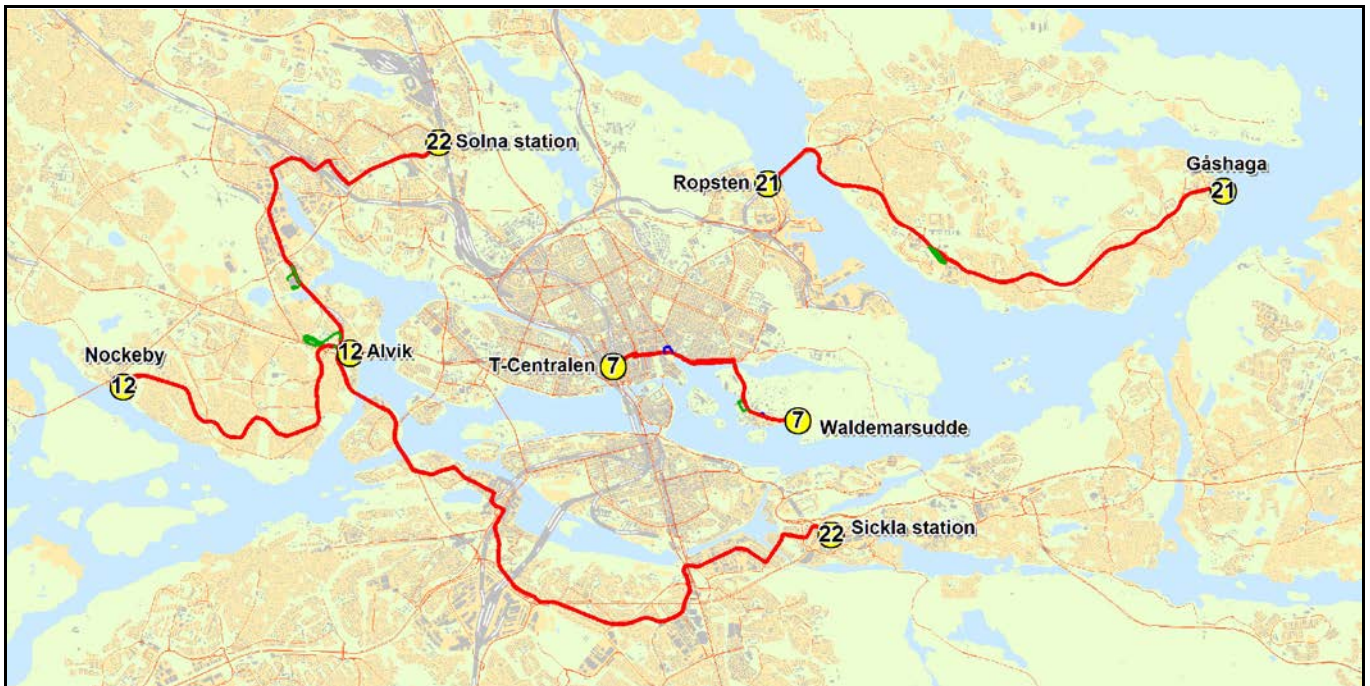 22 Solna station
Ropsten 21
Gåshaga
21
Nockeby
12
12 Alvik
T-Centralen 7
7
Waldemarsudde
22 Sickla station